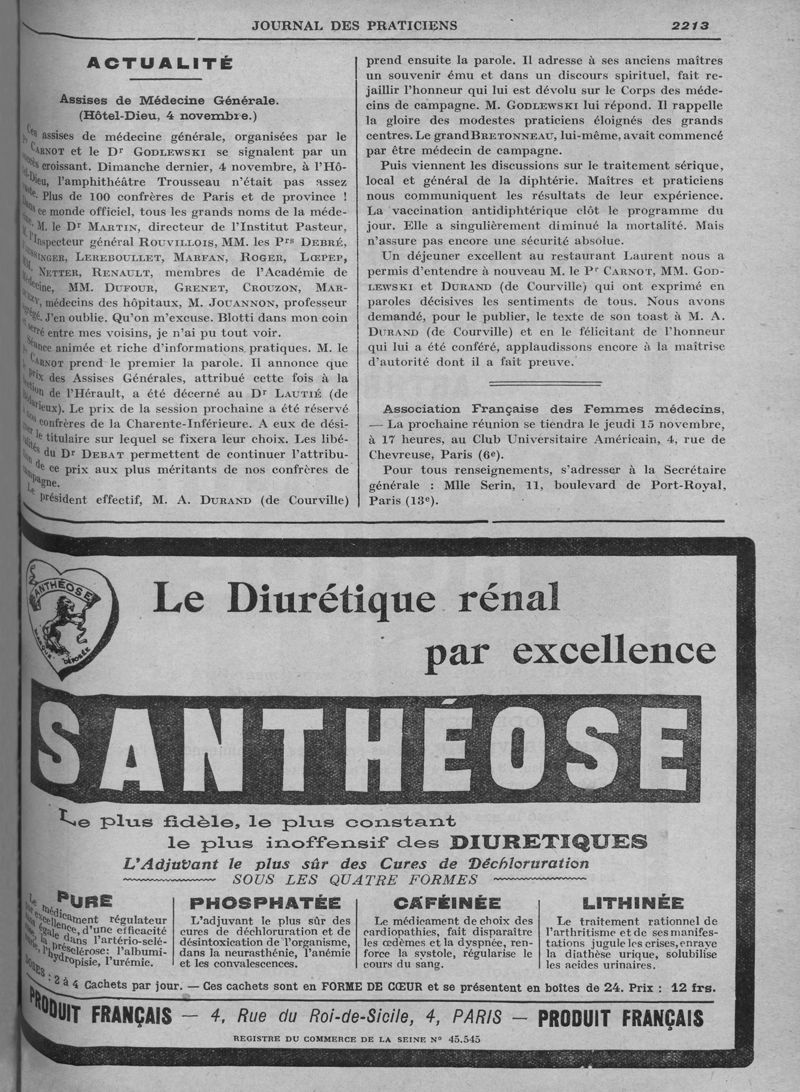 JOURNAL DES PRATICIENS
2213
ACTUALITÉ
Assises de Médecine Générale.
(Hôtel-Dieu, 4 novembre.)
Ces assises de médecine générale, organisées par le
CARNOT et le Dr GODLEWSKI se signalent par un
croissant. Dimanche dernier, 4 novembre, à l'Hô-
Dieu, l'amphithéâtre Trousseau n'était pas assez
Plus de 100 confrères de Paris et de province !
ce monde officiel, tous les grands noms de la méde-
M. le Dr MARTIN, directeur de l'Institut Pasteur,
l'Inspecteur général ROUVILLOIS, MM. les Prs DEBRÉ,
LEREBOULLET, MARFAN, ROGER, LŒPER,
NETTER, RENAULT, membres de l'Académie de
MM. DUFOUR, GRENET, CROUZON, MAR-
médecins des hôpitaux, M. JOUANNON, professeur
J'en oublie. Qu'on m'excuse. Blotti dans mon coin
serré entre mes voisins, je n'ai pu tout voir.
Séance animée et riche d'informations pratiques. M. le
CARNOT prend le premier la parole. Il annonce que
prix des Assises Générales, attribué cette fois à la
de l'Hérault, a été décerné au Dr LAUTIÉ (de
Le prix de la session prochaine a été réservé
confrères de la Charente-Inférieure. A eux de dési-
le titulaire sur lequel se fixera leur choix. Les libé-
du Dr DEBAT permettent de continuer l'attribu-
de ce prix aux plus méritants de nos confrères de
Le président effectif, M. A. DURAND (de Courville)
prend ensuite la parole. Il adresse à ses anciens maîtres
un souvenir ému et dans un discours spirituel, fait re-
jaillir l'honneur qui lui est dévolu sur le Corps des méde-
cins de campagne. M. GODLEWSKI lui répond. Il rappelle
la gloire des modestes praticiens éloignés des grands
centres. Le grandBRETONNEAU, lui-même, avait commencé
par être médecin de campagne.
Puis viennent les discussions sur le traitement sérique,
local et général de la diphtérie. Maîtres et praticiens
nous communiquent les résultats de leur expérience.
La vaccination antidiphtérique clôt le programme du
jour. Elle a singulièrement diminué la mortalité. Mais
n'assure pas encore une sécurité absolue.
Un déjeuner excellent au restaurant Laurent nous a
permis d'entendre à nouveau M. le Pr CARNOT, MM. GOD-
LEWSKI et DURAND (de Courville) qui ont exprimé en
paroles décisives les sentiments de tous. Nous avons
demandé, pour le publier, le texte de son toast à M. A.
DURAND (de Courville) et en le félicitant de l'honneur
qui lui a été conféré, applaudissons encore à la maîtrise
d'autorité dont il a fait preuve.
Association Française des Femmes médecins.
— La prochaine réunion se tiendra le jeudi 15 novembre,
à 17 heures, au Club Universitaire Américain, 4, rue de
Chevreuse, Paris (6e).
Pour tous renseignements, s'adresser à la Secrétaire
générale : Mlle Serin, 11, boulevard de Port-Royal,
Paris (13e).
SANTHÉOSE
MARQUE DÉPOSÉE
Le Diurétique rénal
par excellence
SANTHÉOSE
Le plus fidèle, le plus constant
le plus inoffensif des DIURETIQUES
L'Adjuvant le plus sûr des Cures de Déchloruration
SOUS LES QUATRE FORMES
PURE
Le médicament régulateur
excellence, d'une efficacité
dans l'artério-sclé-
présclérose: l'albumi-
l'hydropisie, l'urémie.
PHOSPHATÉE
L'adjuvant le plus sûr des
cures de déchloruration et de
désintoxication de l'organisme,
dans la neurasthénie, l'anémie
et les convalescences.
CAFÉINÉE
Le médicament de choix des
cardiopathies, fait disparaître
les œdèmes et la dyspnée, ren-
force la systole, régularise le
cours du sang.
LITHINÉE
Le traitement rationnel de
l'arthritisme et de ses manifes-
tations jugule les crises, enraye
la diathèse urique, solubilise
les acides urinaires.
DOSES : 2 à 4 Cachets par jour. — Ces cachets sont en FORME DE CŒUR et se présentent en boîtes de 24. Prix : 12 frs.
PRODUIT FRANÇAIS — 4, Rue du Roi-de-Sicile, 4, PARIS — PRODUIT FRANÇAIS
REGISTRE DU COMMERCE DE LA SEINE N° 45.545